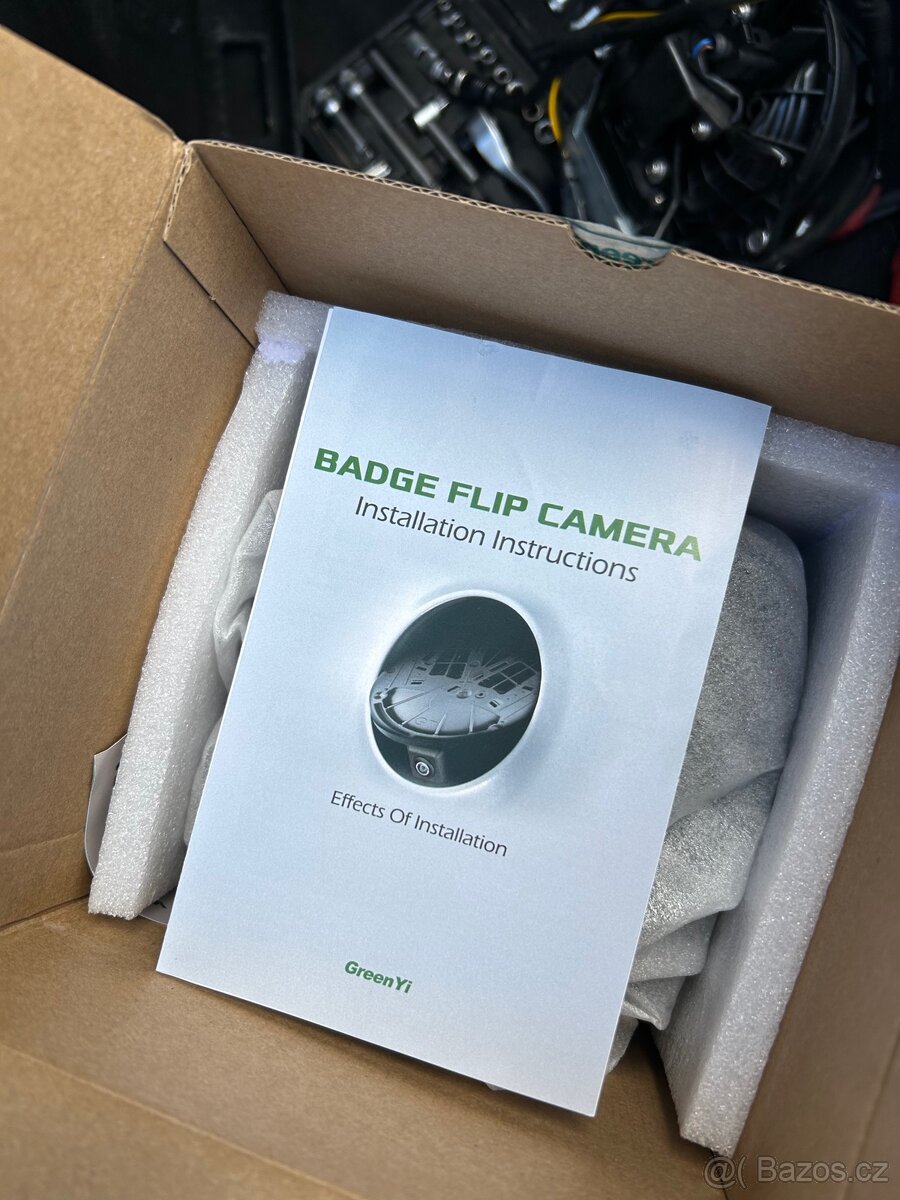 BADGE FLIP CAMERA
Installation Instructions
Effects Of Installation
GreenYi
@( Bazos.cz